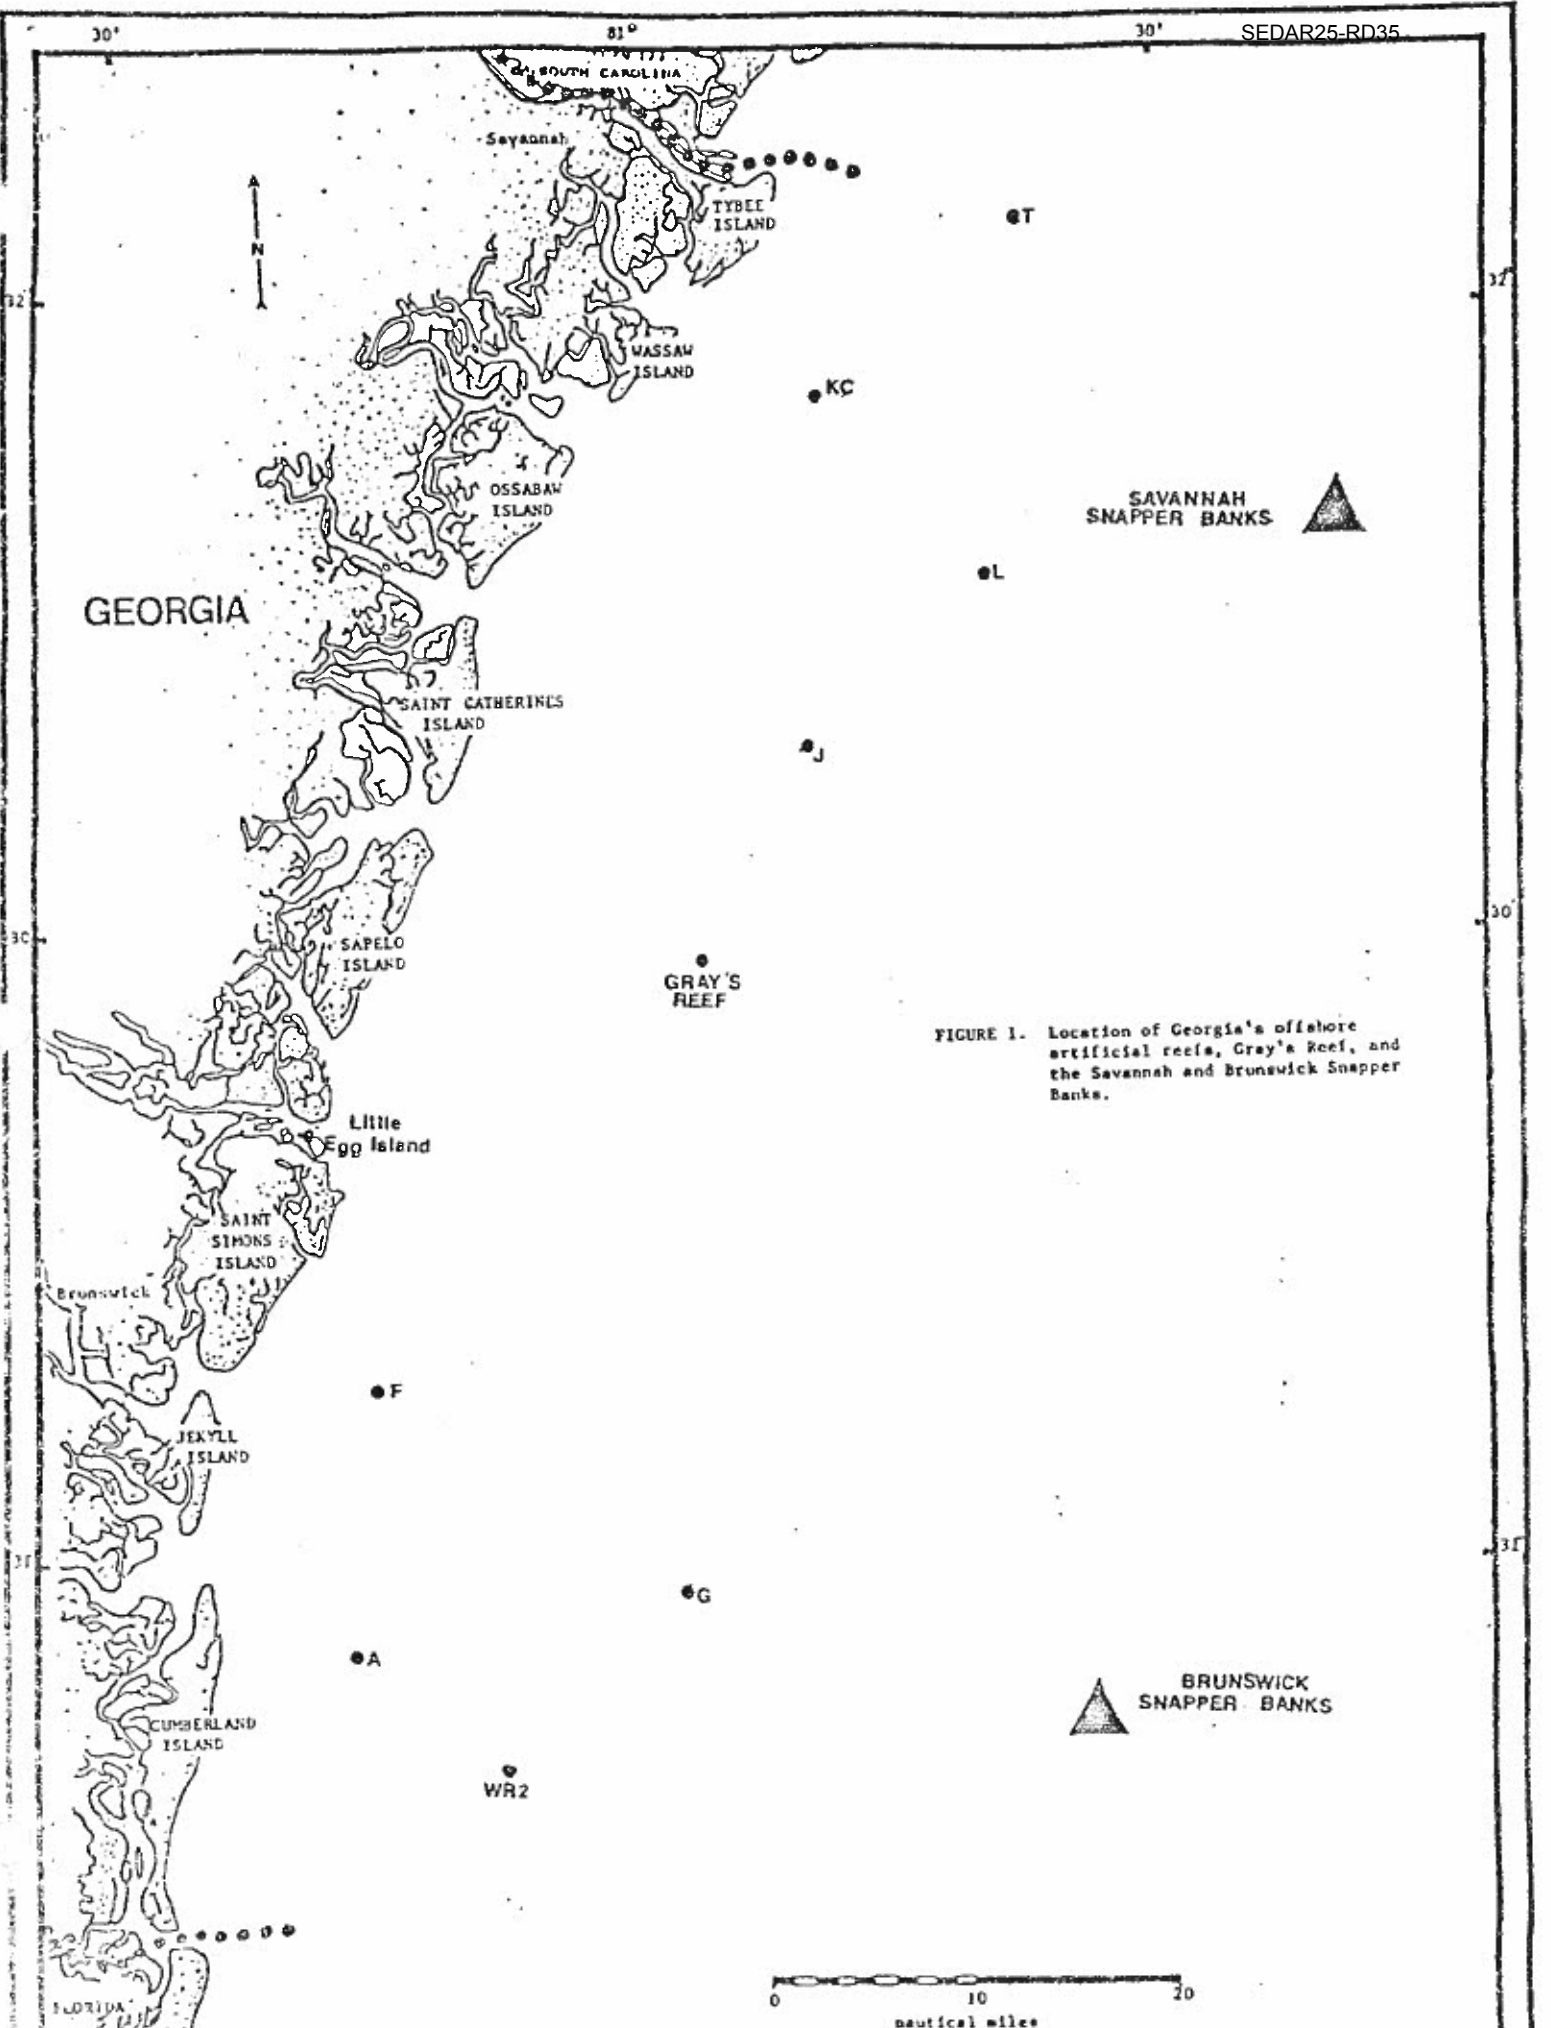 SEDAR25-RD35
30'
81°
30'
SOUTH CAROLINA
Savannah
TYBEE
ISLAND
T
N
32°
WASSAW
ISLAND
KC
OSSABAW
ISLAND
SAVANNAH
SNAPPER BANKS
L
GEORGIA
SAINT CATHERINES
ISLAND
J
30'
SAPELO
ISLAND
GRAY'S
REEF
FIGURE 1. Location of Georgia's offshore
artificial reefs, Gray's Reef, and
the Savannah and Brunswick Snapper
Banks.
Little
Egg Island
SAINT
SIMONS
ISLAND
Brunswick
F
JEKYLL
ISLAND
31°
G
A
BRUNSWICK
SNAPPER BANKS
CUMBERLAND
ISLAND
WR2
FLORIDA
0 10 20
nautical miles